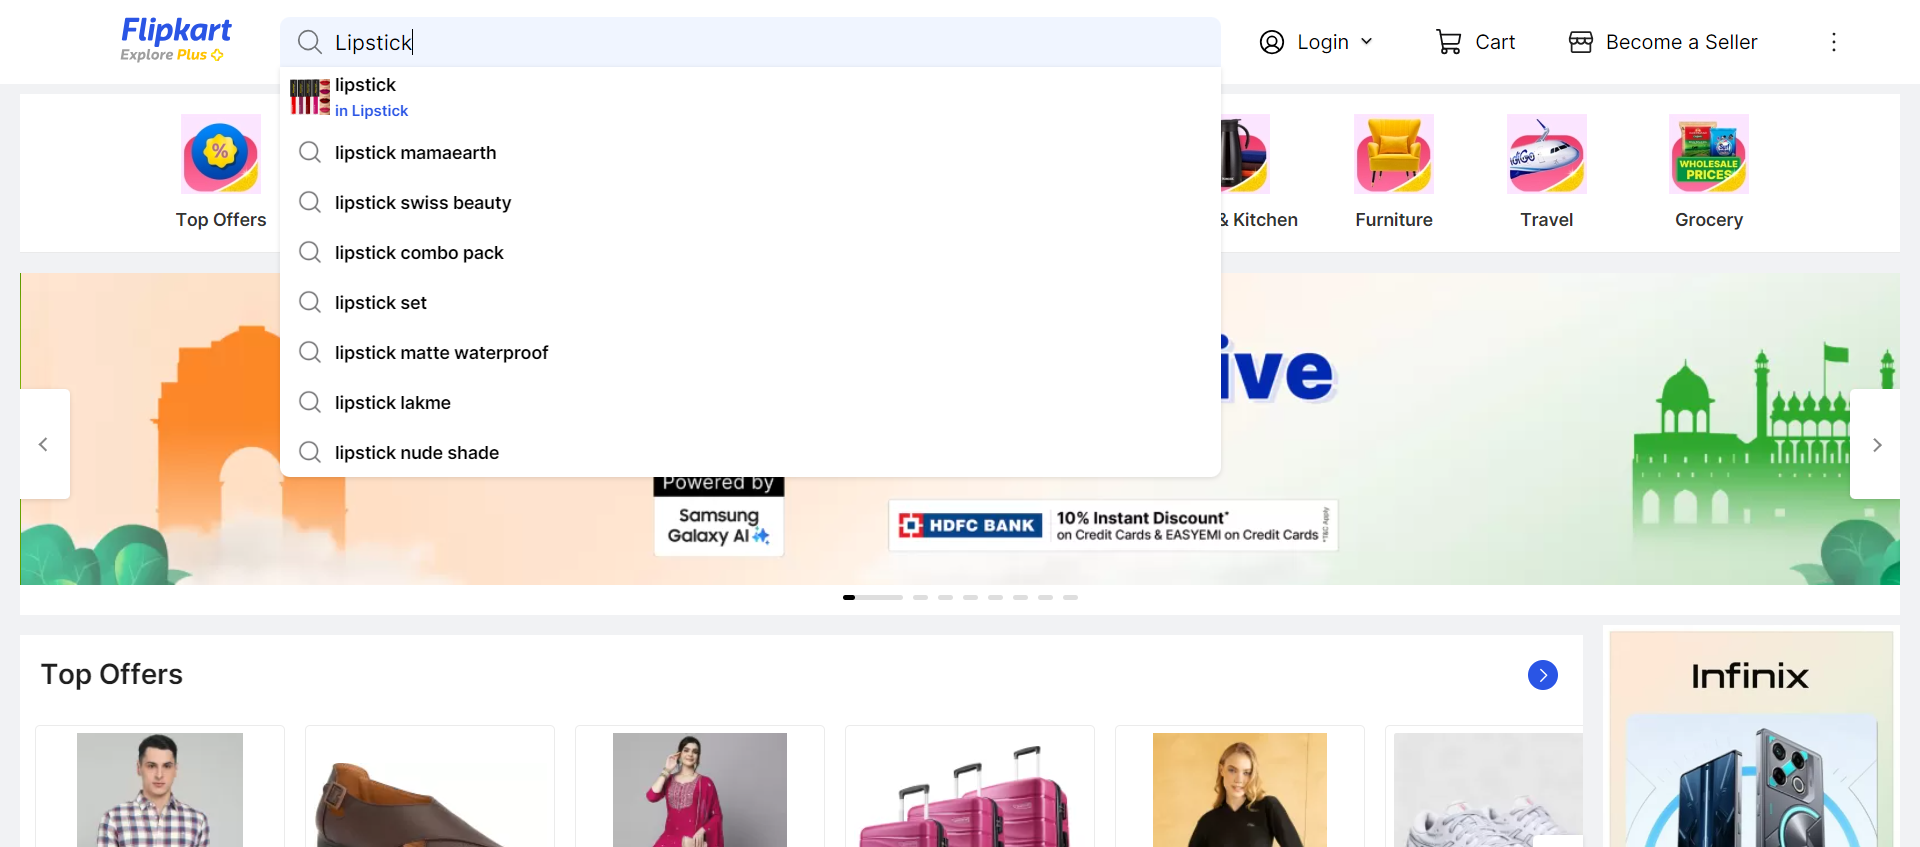 Flipkart
Explore Plus
Lipstick
Login
Cart
Become a Seller
lipstick
in Lipstick
lipstick mamaearth
lipstick swiss beauty
lipstick combo pack
lipstick set
lipstick matte waterproof
lipstick lakme
lipstick nude shade
Top Offers
& Kitchen
Furniture
Travel
WHOLESALE
PRICES
Grocery
ive
Powered by
Samsung
Galaxy AI
HDFC BANK
10% Instant Discount*
on Credit Cards & EASYEMI on Credit Cards
*T&C Apply
Top Offers
Infinix